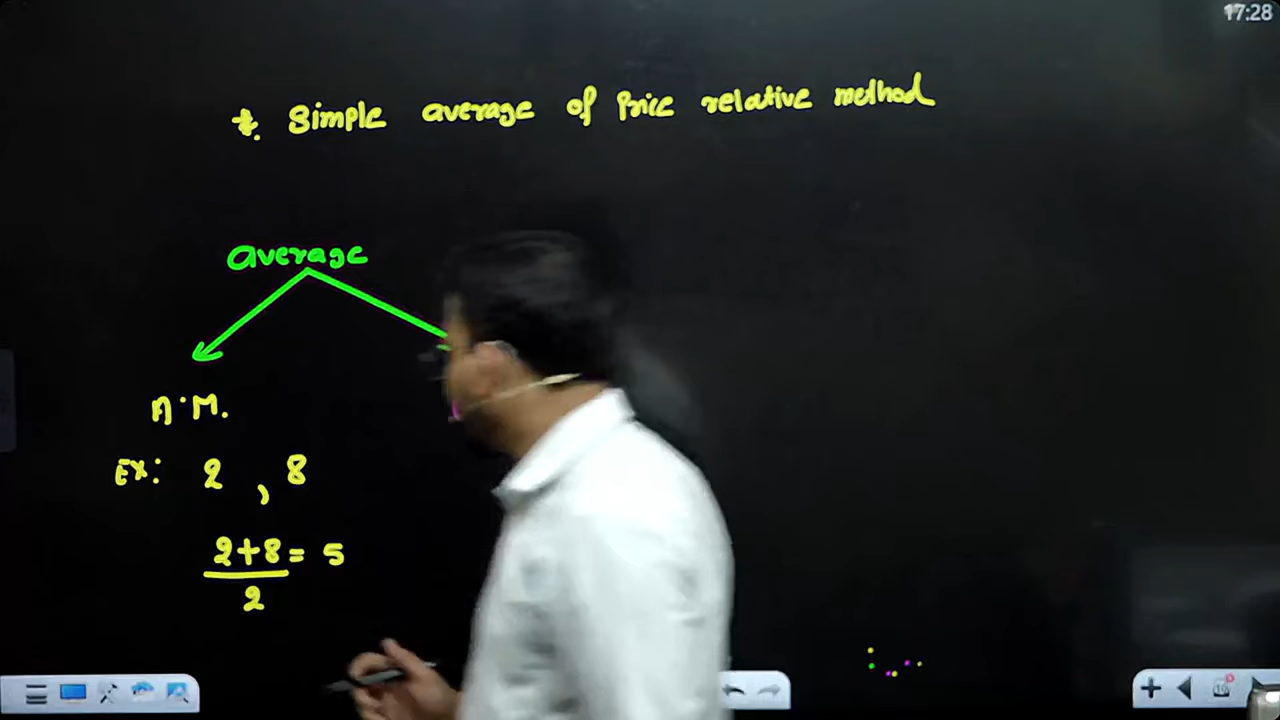 17:28
*. Simple average of Price relative method
average
A.M.
Ex: 2 , 8
2+8 = 5
2